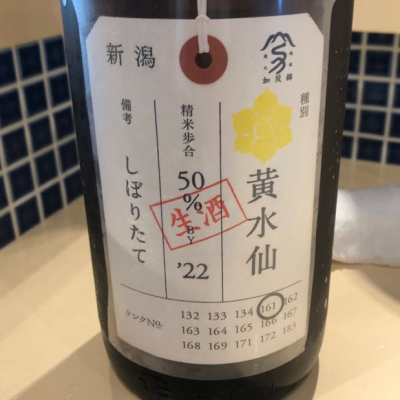 新潟
加茂錦
種別
黄水仙
精米歩合
50%
BY
'22
生酒
備考
しぼりたて
タンクNo.
132 133 134 161 162
163 164 165 166 167
168 169 171 172 183